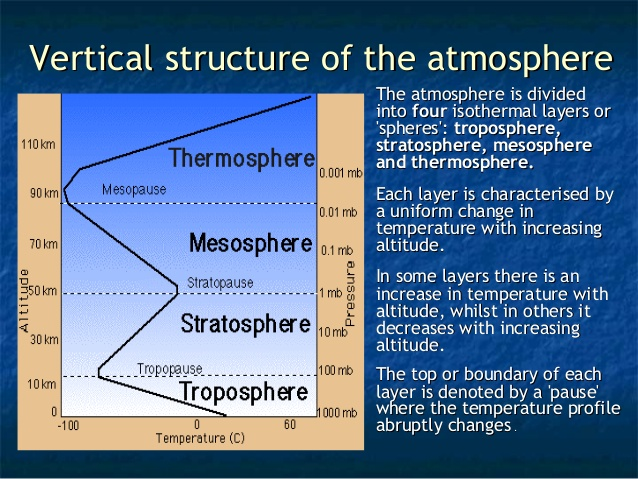 Vertical structure of the atmosphere
The atmosphere is divided
into four isothermal layers or
'spheres': troposphere,
stratosphere, mesosphere
and thermosphere.
Each layer is characterised by
a uniform change in
temperature with increasing
altitude.
In some layers there is an
increase in temperature with
altitude, whilst in others it
decreases with increasing
altitude.
The top or boundary of each
layer is denoted by a 'pause'
where the temperature profile
abruptly changes.
110 km
Thermosphere
0.001 mb
Mesopause
90 km
0.01 mb
70 km
Mesosphere
0.1 mb
Altitude
Pressure
Stratopause
50 km
1 mb
Stratosphere
30 km
10 mb
Tropopause
100 mb
10 km
Troposphere
0
1000 mb
-100 0 60
Temperature (C)